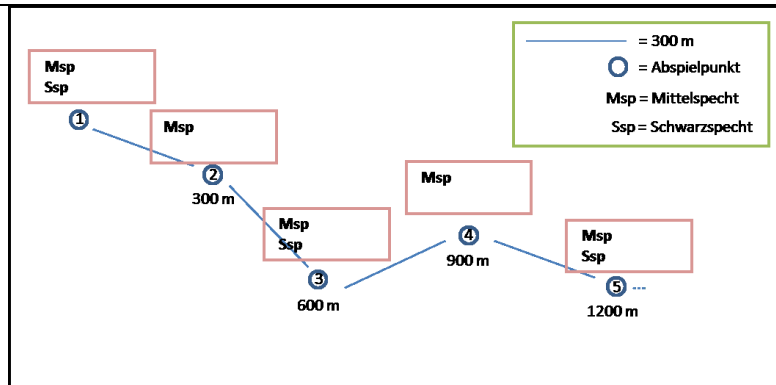 Msp
Ssp
1
Msp
2
300 m
Msp
Ssp
3
600 m
Msp
4
900 m
Msp
Ssp
5 ...
1200 m
= 300 m
= Abspielpunkt
Msp = Mittelspecht
Ssp = Schwarzspecht